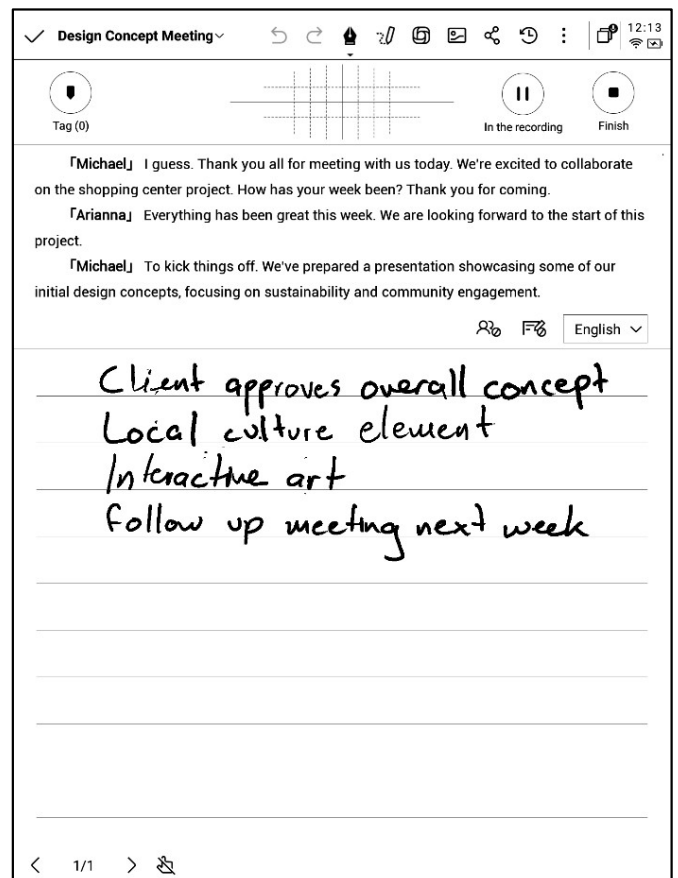 Design Concept Meeting
12:13
Tag (0)
In the recording
Finish
「Michael」 I guess. Thank you all for meeting with us today. We're excited to collaborate
on the shopping center project. How has your week been? Thank you for coming.
「Arianna」 Everything has been great this week. We are looking forward to the start of this
project.
「Michael」 To kick things off. We've prepared a presentation showcasing some of our
initial design concepts, focusing on sustainability and community engagement.
English
Client approves overall concept
Local culture element
Interactive art
Follow up meeting next week
1/1